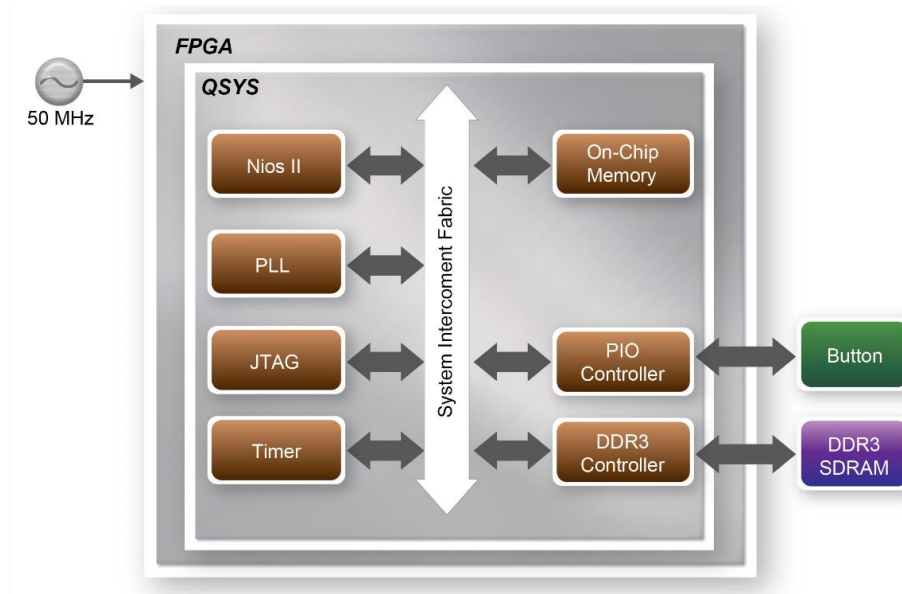 FPGA
QSYS
50 MHz
Nios II
PLL
JTAG
Timer
System Intercoment Fabric
On-Chip
Memory
PIO
Controller
DDR3
Controller
Button
DDR3
SDRAM